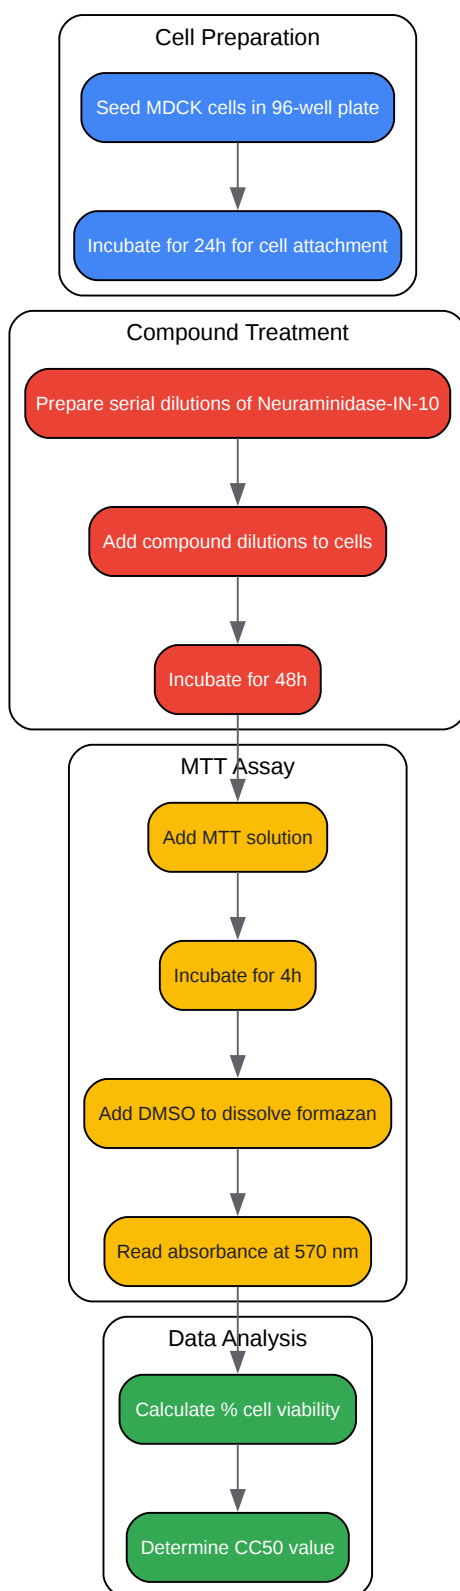 Cell Preparation
Seed MDCK cells in 96-well plate
Incubate for 24h for cell attachment
Compound Treatment
Prepare serial dilutions of Neuraminidase-IN-10
Add compound dilutions to cells
Incubate for 48h
MTT Assay
Add MTT solution
Incubate for 4h
Add DMSO to dissolve formazan
Read absorbance at 570 nm
Data Analysis
Calculate % cell viability
Determine CC50 value